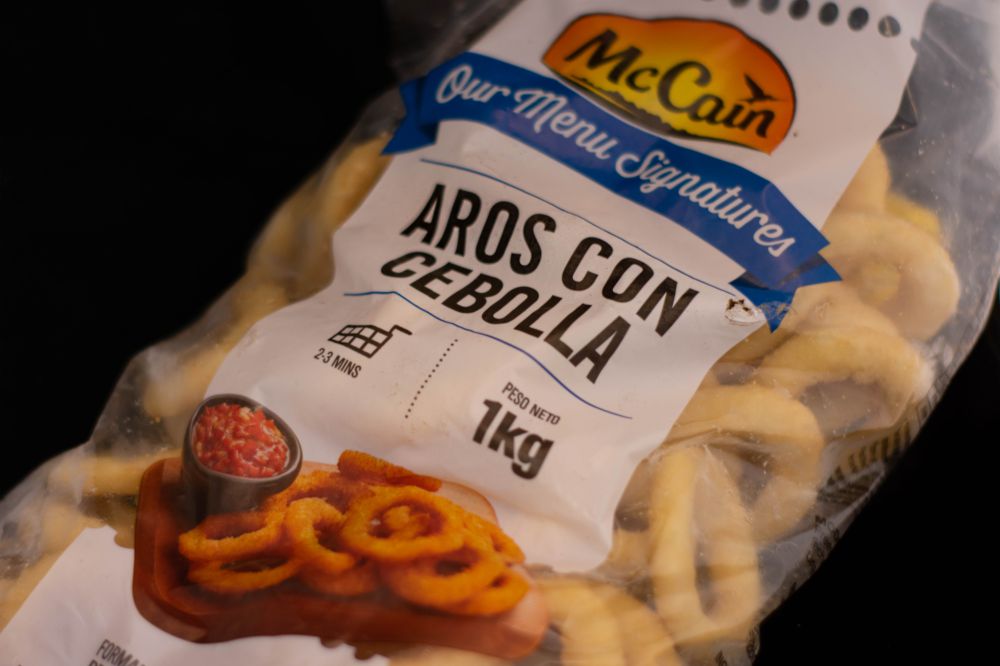 McCain
Our Menu Signatures
AROS CON
CEBOLLA
2-3 MINS
PESO NETO
1kg